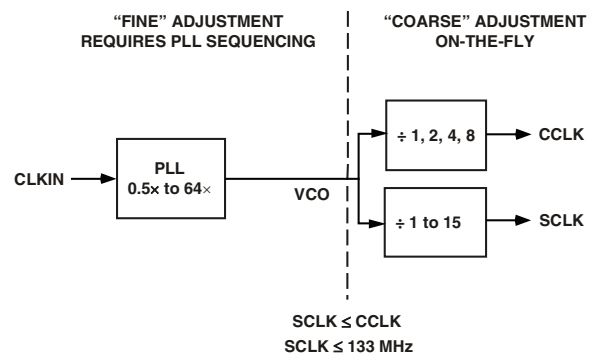 “FINE” ADJUSTMENT
REQUIRES PLL SEQUENCING
“COARSE” ADJUSTMENT
ON-THE-FLY
CLKIN
PLL
0.5× to 64×
VCO
÷ 1, 2, 4, 8
CCLK
÷ 1 to 15
SCLK
SCLK ≤ CCLK
SCLK ≤ 133 MHz